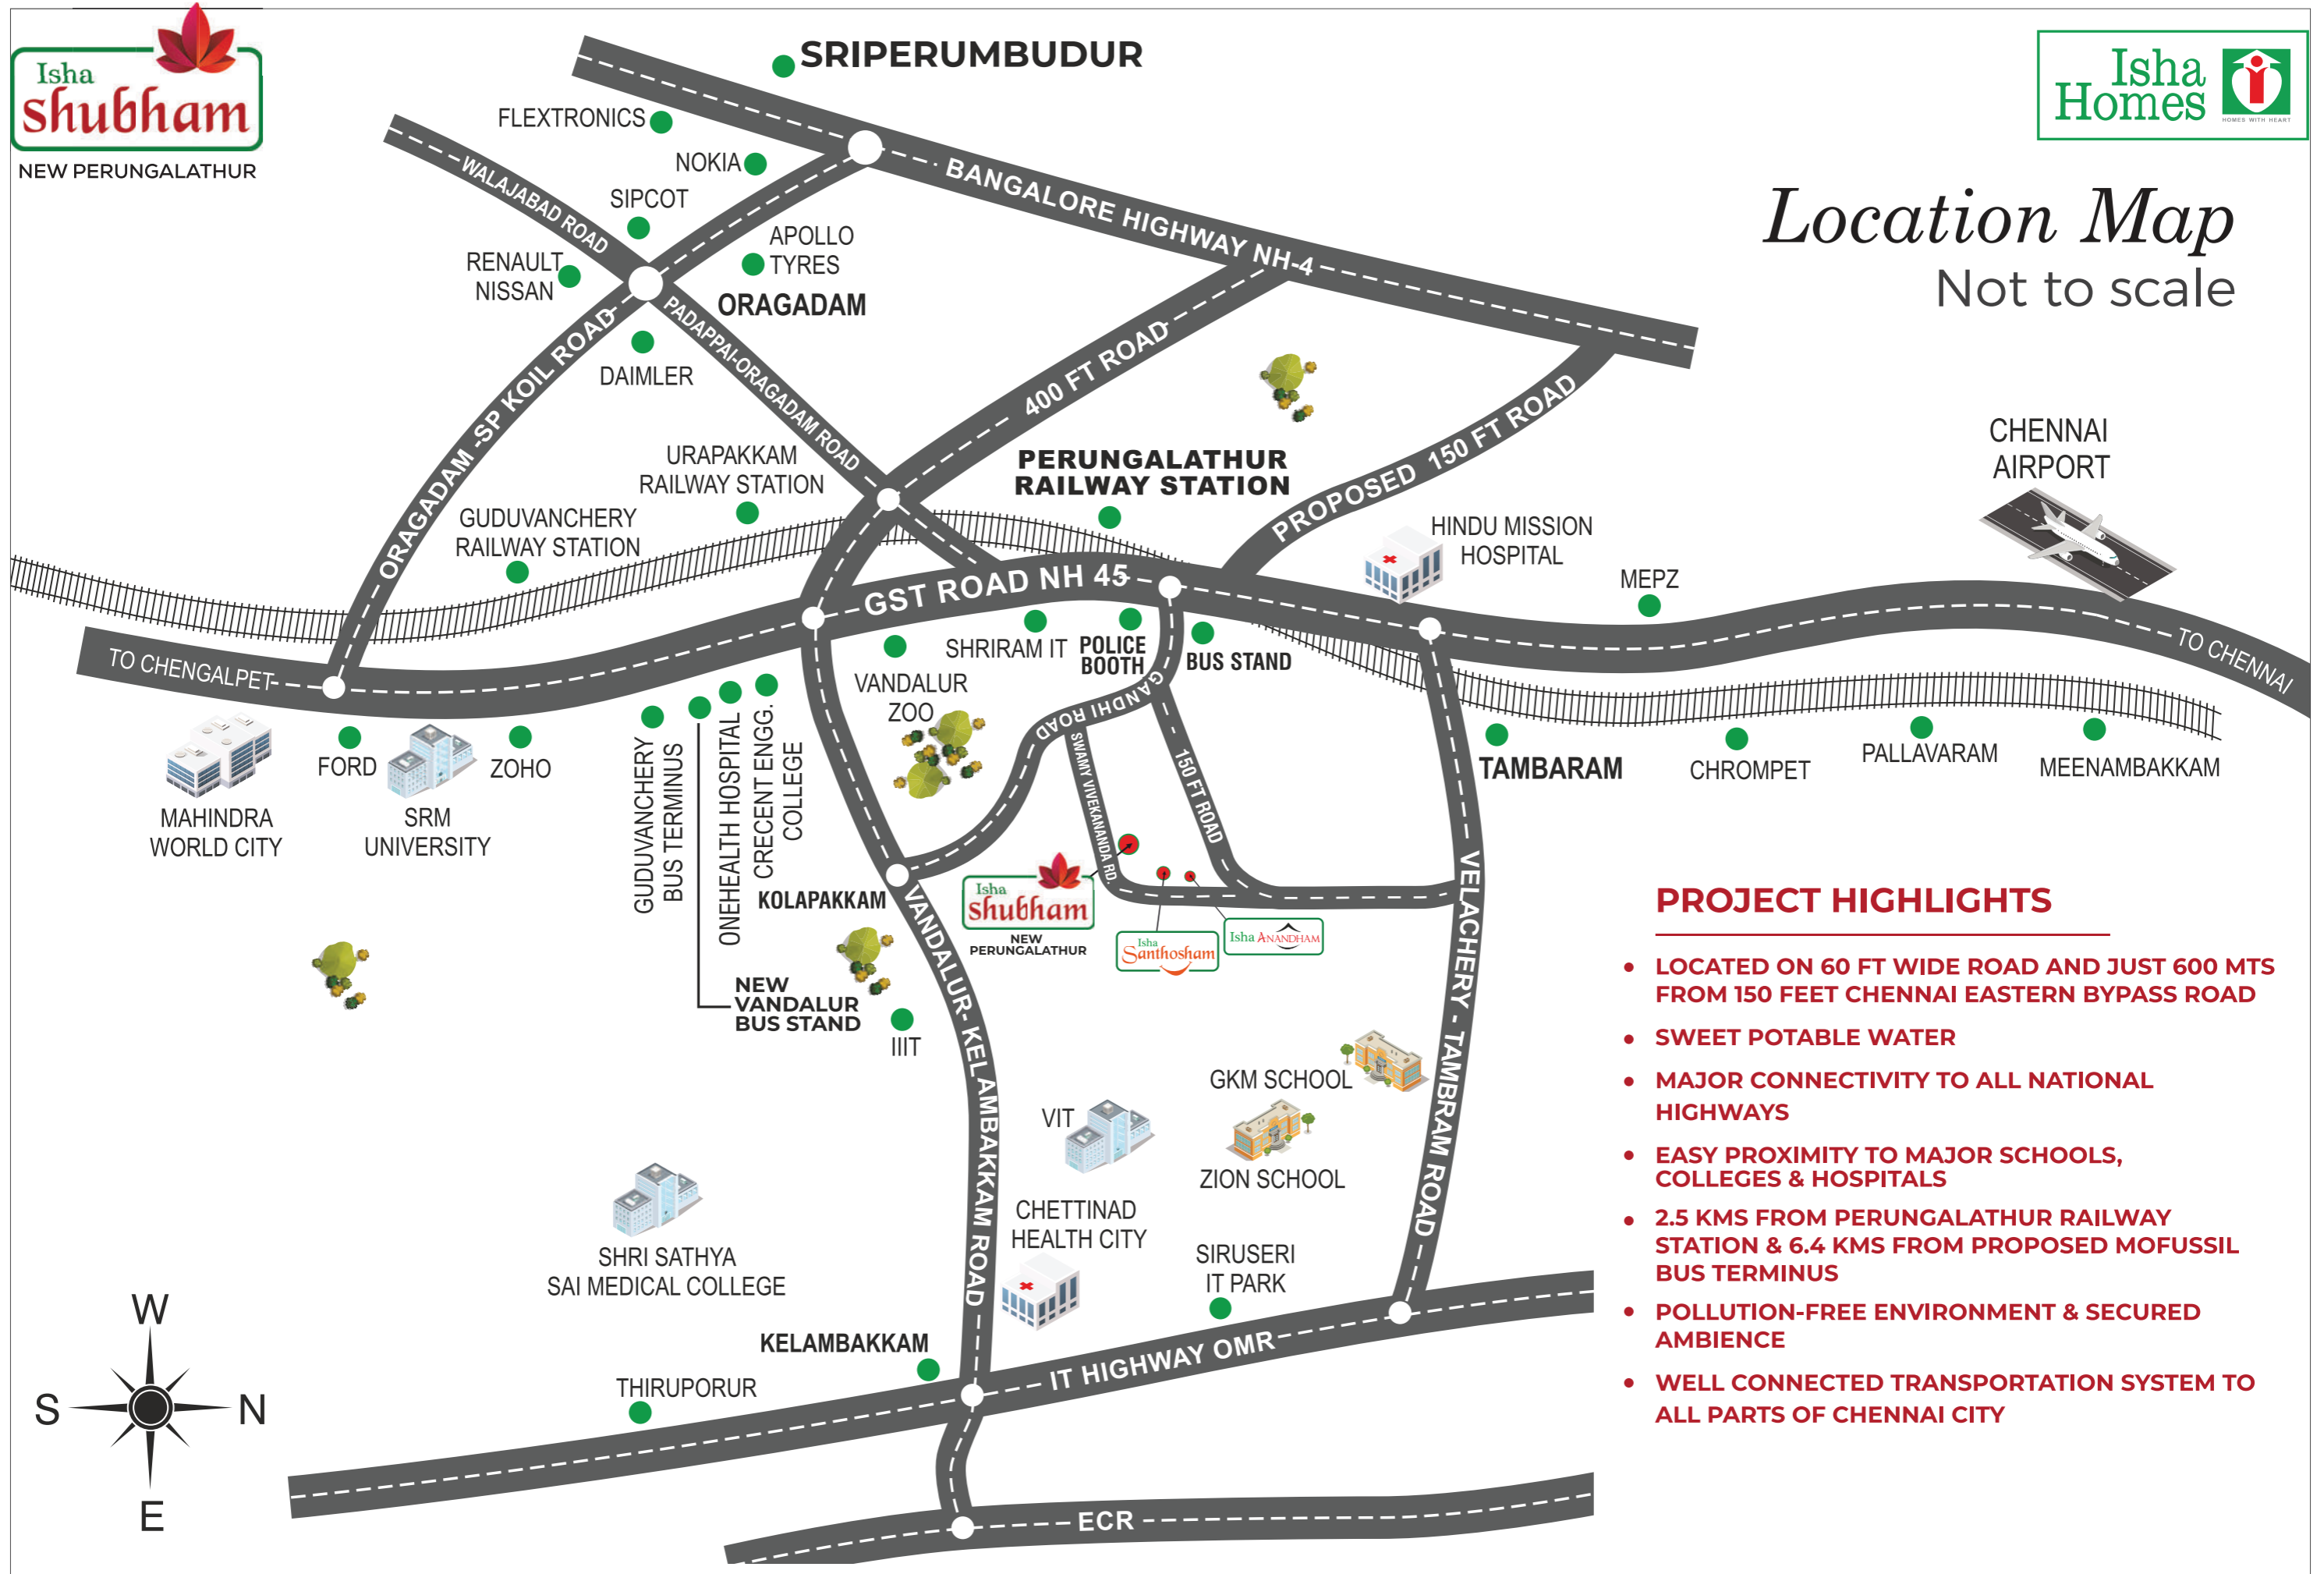 Isha
Shubham
NEW PERUNGALATHUR
Isha
Homes
HOMES WITH HEART
Location Map
Not to scale
SRIPERUMBUDUR
FLEXTRONICS
NOKIA
SIPCOT
WALAJABAD ROAD
BANGALORE HIGHWAY NH-4
RENAULT
NISSAN
APOLLO
TYRES
ORAGADAM
DAIMLER
PADAPPAI-ORAGADAM ROAD
ORAGADAM -SP KOIL ROAD
400 FT ROAD
PROPOSED 150 FT ROAD
URAPAKKAM
RAILWAY STATION
GUDUVANCHERY
RAILWAY STATION
PERUNGALATHUR
RAILWAY STATION
HINDU MISSION
HOSPITAL
CHENNAI
AIRPORT
MEPZ
GST ROAD NH 45
TO CHENGALPET
TO CHENNAI
SHRIRAM IT
POLICE
BOOTH
BUS STAND
VANDALUR
ZOO
GANDHI ROAD
SWAMY VIVEKANANDA RD.
150 FT ROAD
TAMBARAM
CHROMPET
PALLAVARAM
MEENAMBAKKAM
MAHINDRA
WORLD CITY
FORD
SRM
UNIVERSITY
ZOHO
GUDUVANCHERY
BUS TERMINUS
ONEHEALTH HOSPITAL
CRECENT ENGG.
COLLEGE
KOLAPAKKAM
NEW
VANDALUR
BUS STAND
IIIT
Isha
Shubham
NEW
PERUNGALATHUR
Isha
Santhosham
Isha ANANDHAM
VANDALUR- KELAMBAKKAM ROAD
VELACHERY - TAMBRAM ROAD
GKM SCHOOL
VIT
ZION SCHOOL
CHETTINAD
HEALTH CITY
SIRUSERI
IT PARK
SHRI SATHYA
SAI MEDICAL COLLEGE
KELAMBAKKAM
THIRUPORUR
IT HIGHWAY OMR
ECR
W
S
N
E
PROJECT HIGHLIGHTS
• LOCATED ON 60 FT WIDE ROAD AND JUST 600 MTS
FROM 150 FEET CHENNAI EASTERN BYPASS ROAD
• SWEET POTABLE WATER
• MAJOR CONNECTIVITY TO ALL NATIONAL
HIGHWAYS
• EASY PROXIMITY TO MAJOR SCHOOLS,
COLLEGES & HOSPITALS
• 2.5 KMS FROM PERUNGALATHUR RAILWAY
STATION & 6.4 KMS FROM PROPOSED MOFUSSIL
BUS TERMINUS
• POLLUTION-FREE ENVIRONMENT & SECURED
AMBIENCE
• WELL CONNECTED TRANSPORTATION SYSTEM TO
ALL PARTS OF CHENNAI CITY